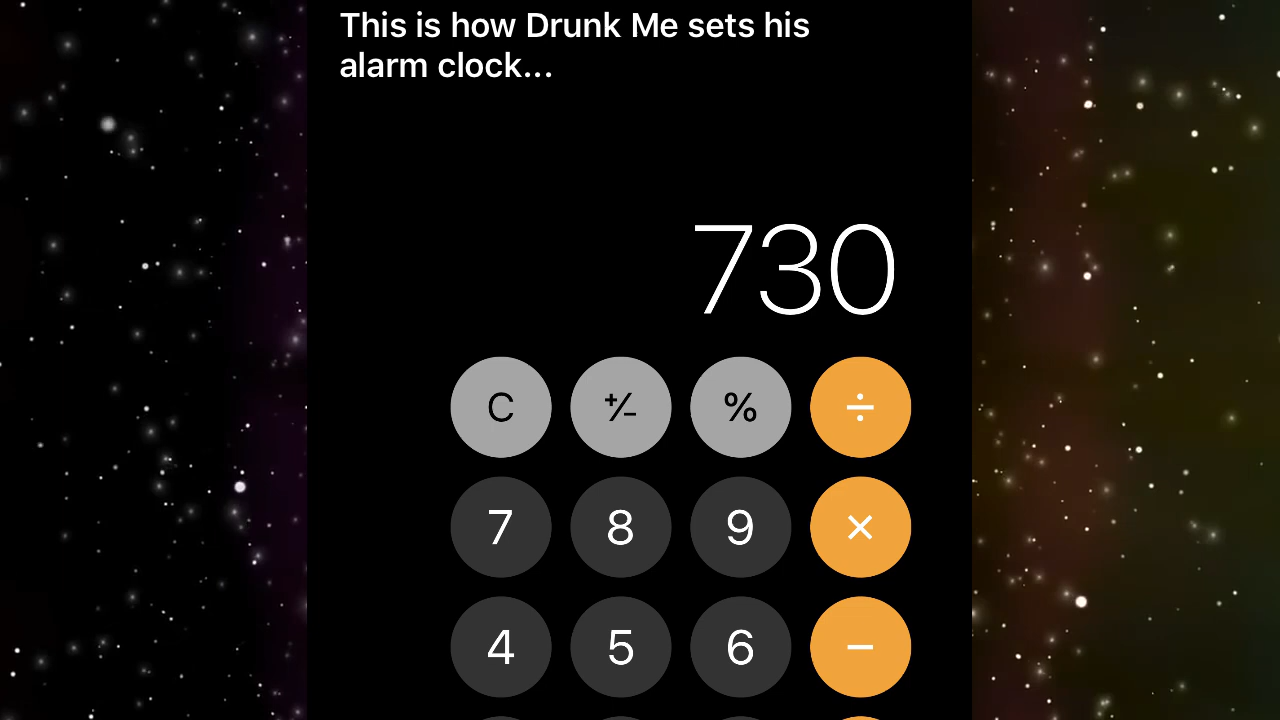 This is how Drunk Me sets his
alarm clock...
730
C +/- % ÷
7 8 9 ×
4 5 6 −